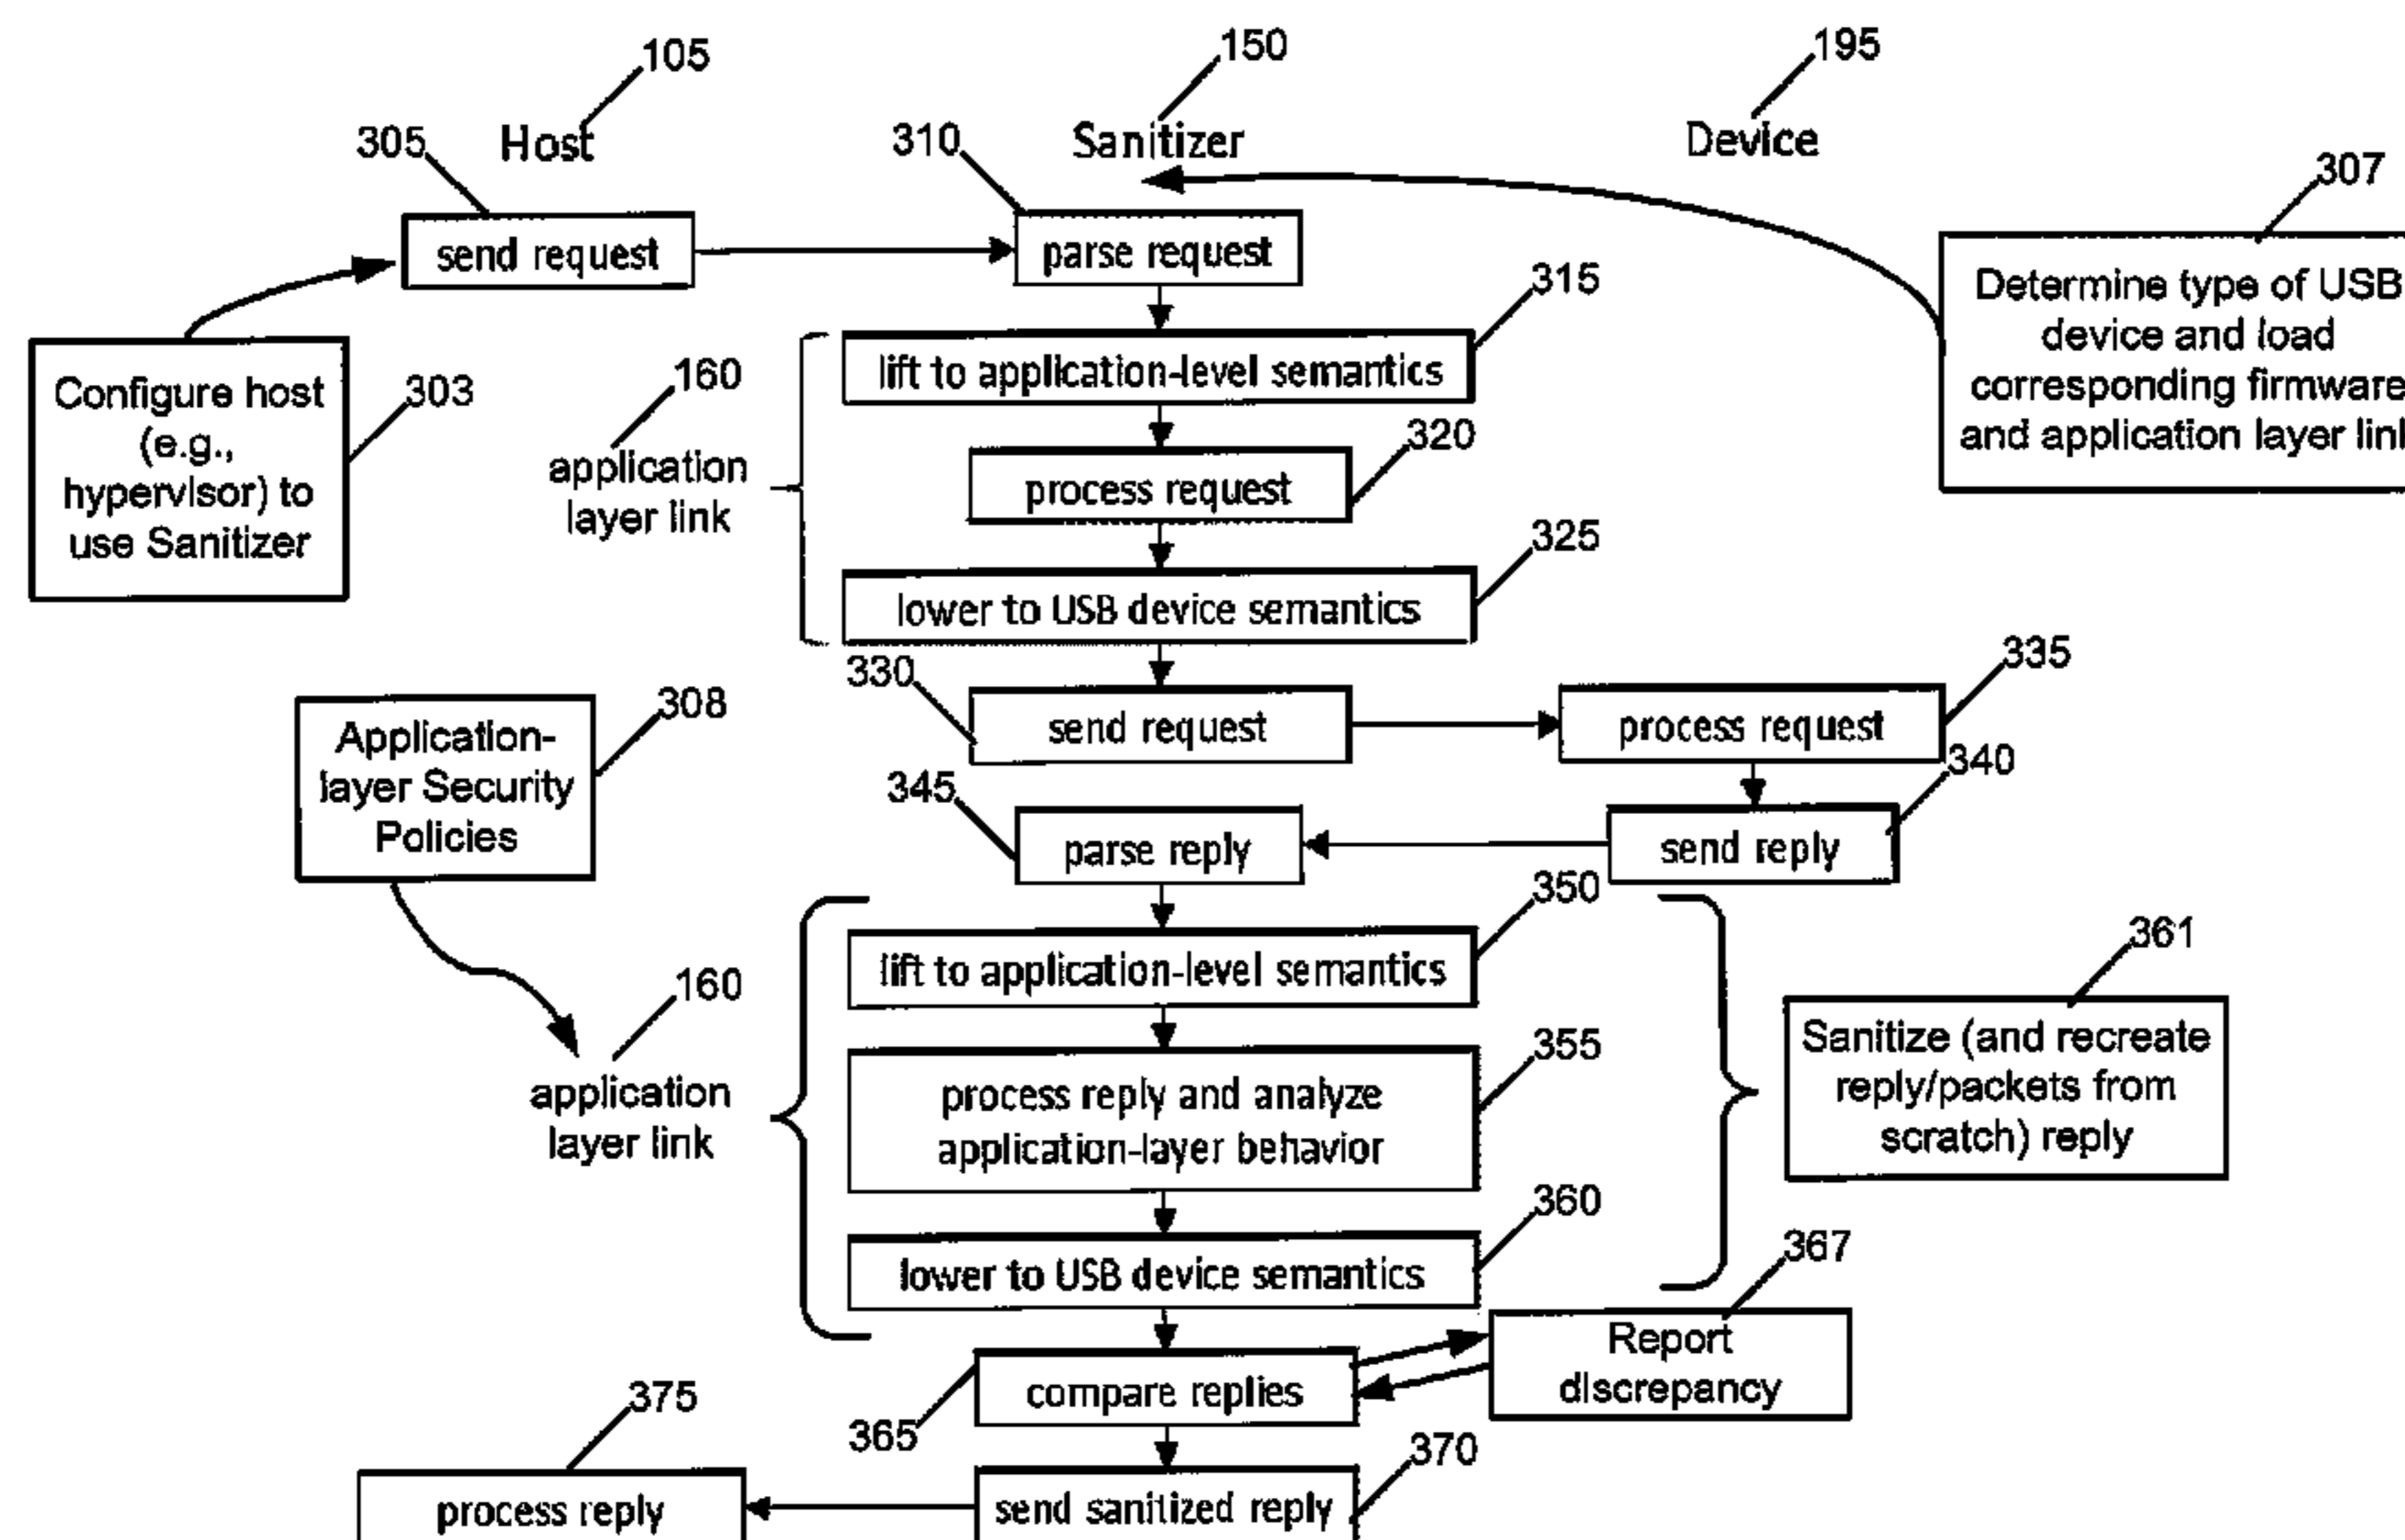 105
150
195
305
Host
310
Sanitizer
Device
307
send request
parse request
Determine type of USB
device and load
corresponding firmware
and application layer link
315
lift to application-level semantics
Configure host
(e.g.,
hypervisor) to
use Sanitizer
303
160
application
layer link
320
process request
325
lower to USB device semantics
330
335
send request
process request
308
Application-
layer Security
Policies
340
345
parse reply
send reply
350
lift to application-level semantics
361
Sanitize (and recreate
reply/packets from
scratch) reply
160
application
layer link
355
process reply and analyze
application-layer behavior
360
lower to USB device semantics
367
Report
discrepancy
compare replies
365
375
370
process reply
send sanitized reply